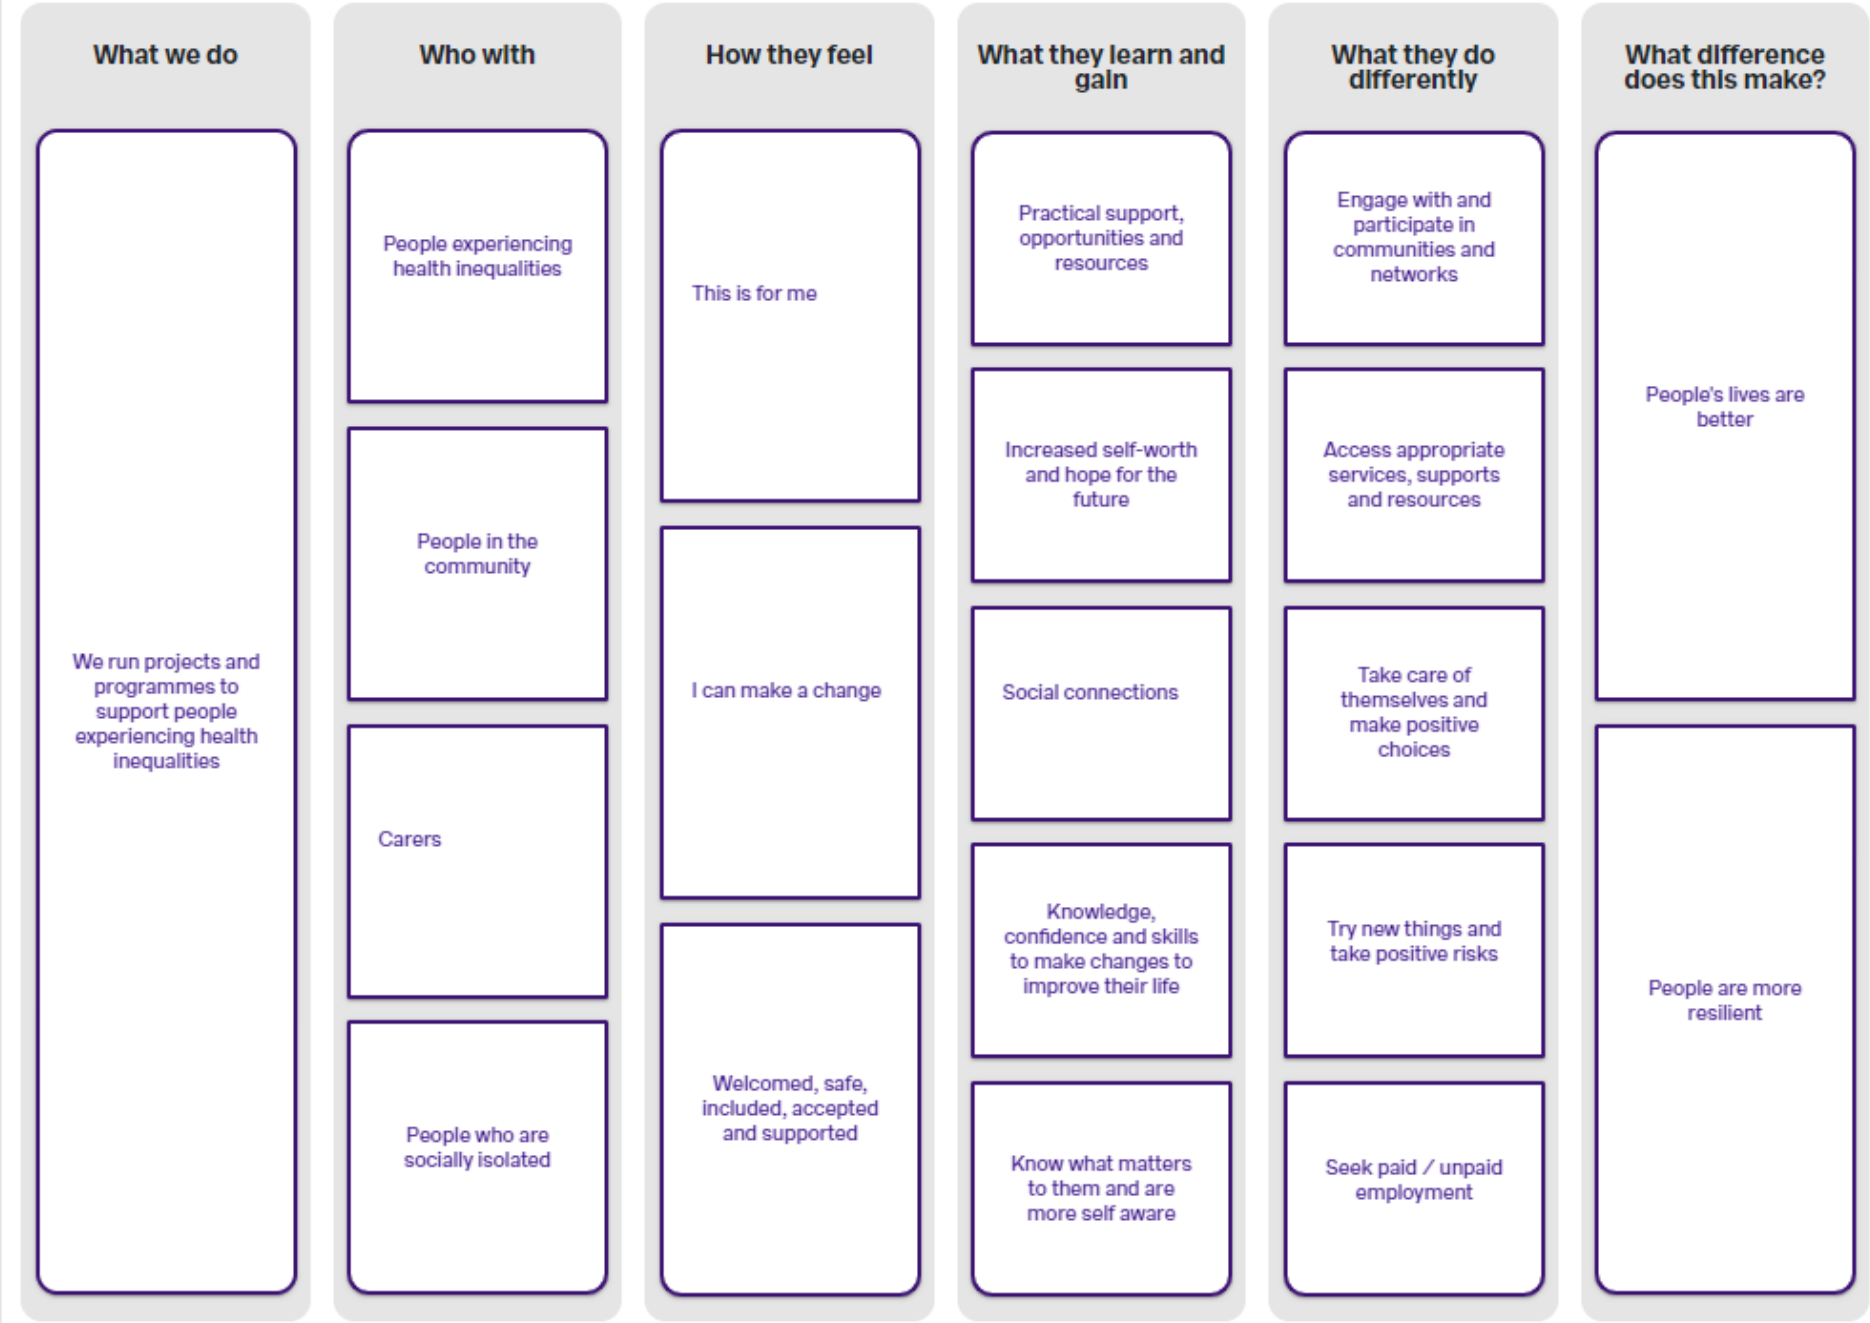 What we do
We run projects and
programmes to
support people
experiencing health
inequalities
Who with
People experiencing
health inequalities
People in the
community
Carers
People who are
socially isolated
How they feel
This is for me
I can make a change
Welcomed, safe,
included, accepted
and supported
What they learn and
gain
Practical support,
opportunities and
resources
Increased self-worth
and hope for the
future
Social connections
Knowledge,
confidence and skills
to make changes to
improve their life
Know what matters
to them and are
more self aware
What they do
differently
Engage with and
participate in
communities and
networks
Access appropriate
services, supports
and resources
Take care of
themselves and
make positive
choices
Try new things and
take positive risks
Seek paid / unpaid
employment
What difference
does this make?
People's lives are
better
People are more
resilient